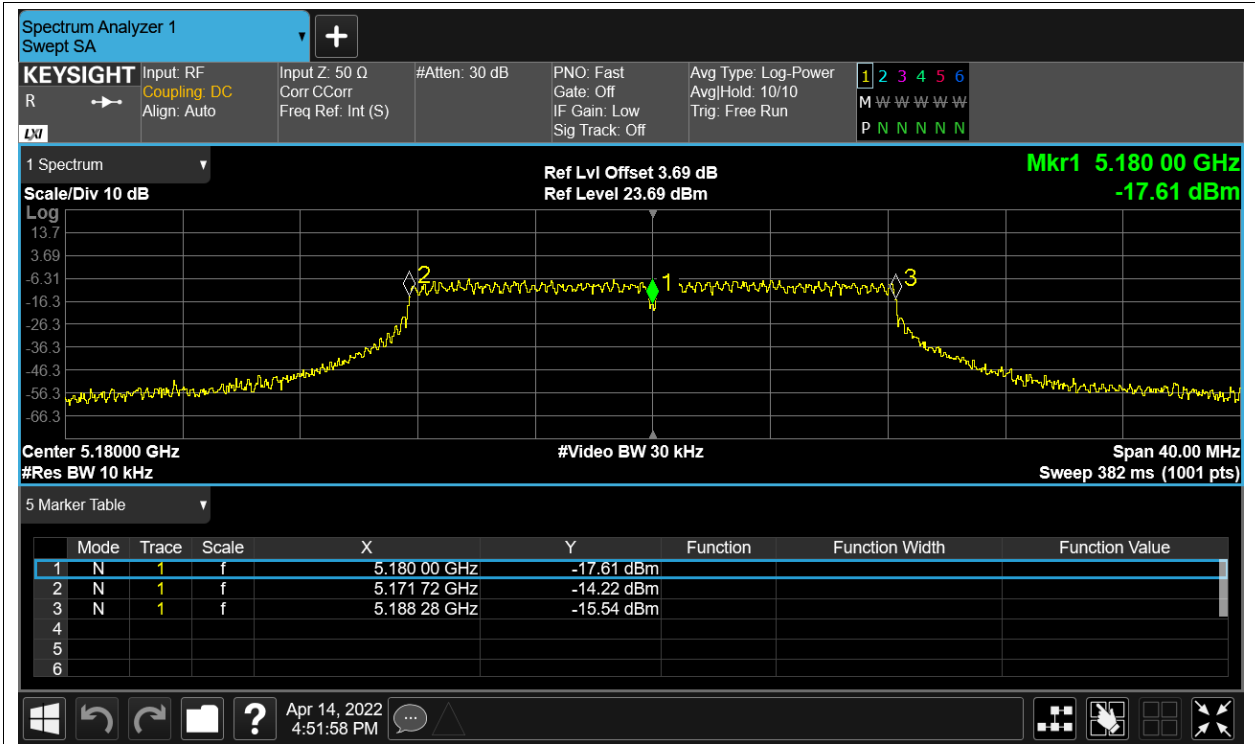 Spectrum Analyzer 1
Swept SA
+
KEYSIGHT Input: RF Input Z: 50 Ω #Atten: 30 dB PNO: Fast Avg Type: Log-Power 1 2 3 4 5 6
R Coupling: DC Corr CCorr Gate: Off Avg|Hold: 10/10 M W W W W W
Align: Auto Freq Ref: Int (S) IF Gain: Low Trig: Free Run
LXI Sig Track: Off P N N N N N
1 Spectrum Ref Lvl Offset 3.69 dB Mkr1 5.180 00 GHz
Scale/Div 10 dB Ref Level 23.69 dBm -17.61 dBm
Log
13.7
3.69
-6.31 2 1 3
-16.3
-26.3
-36.3
-46.3
-56.3
-66.3
Center 5.18000 GHz #Video BW 30 kHz Span 40.00 MHz
#Res BW 10 kHz Sweep 382 ms (1001 pts)
5 Marker Table
Mode Trace Scale X Y Function Function Width Function Value
1 N 1 f 5.180 00 GHz -17.61 dBm
2 N 1 f 5.171 72 GHz -14.22 dBm
3 N 1 f 5.188 28 GHz -15.54 dBm
4
5
6
? Apr 14, 2022
4:51:58 PM